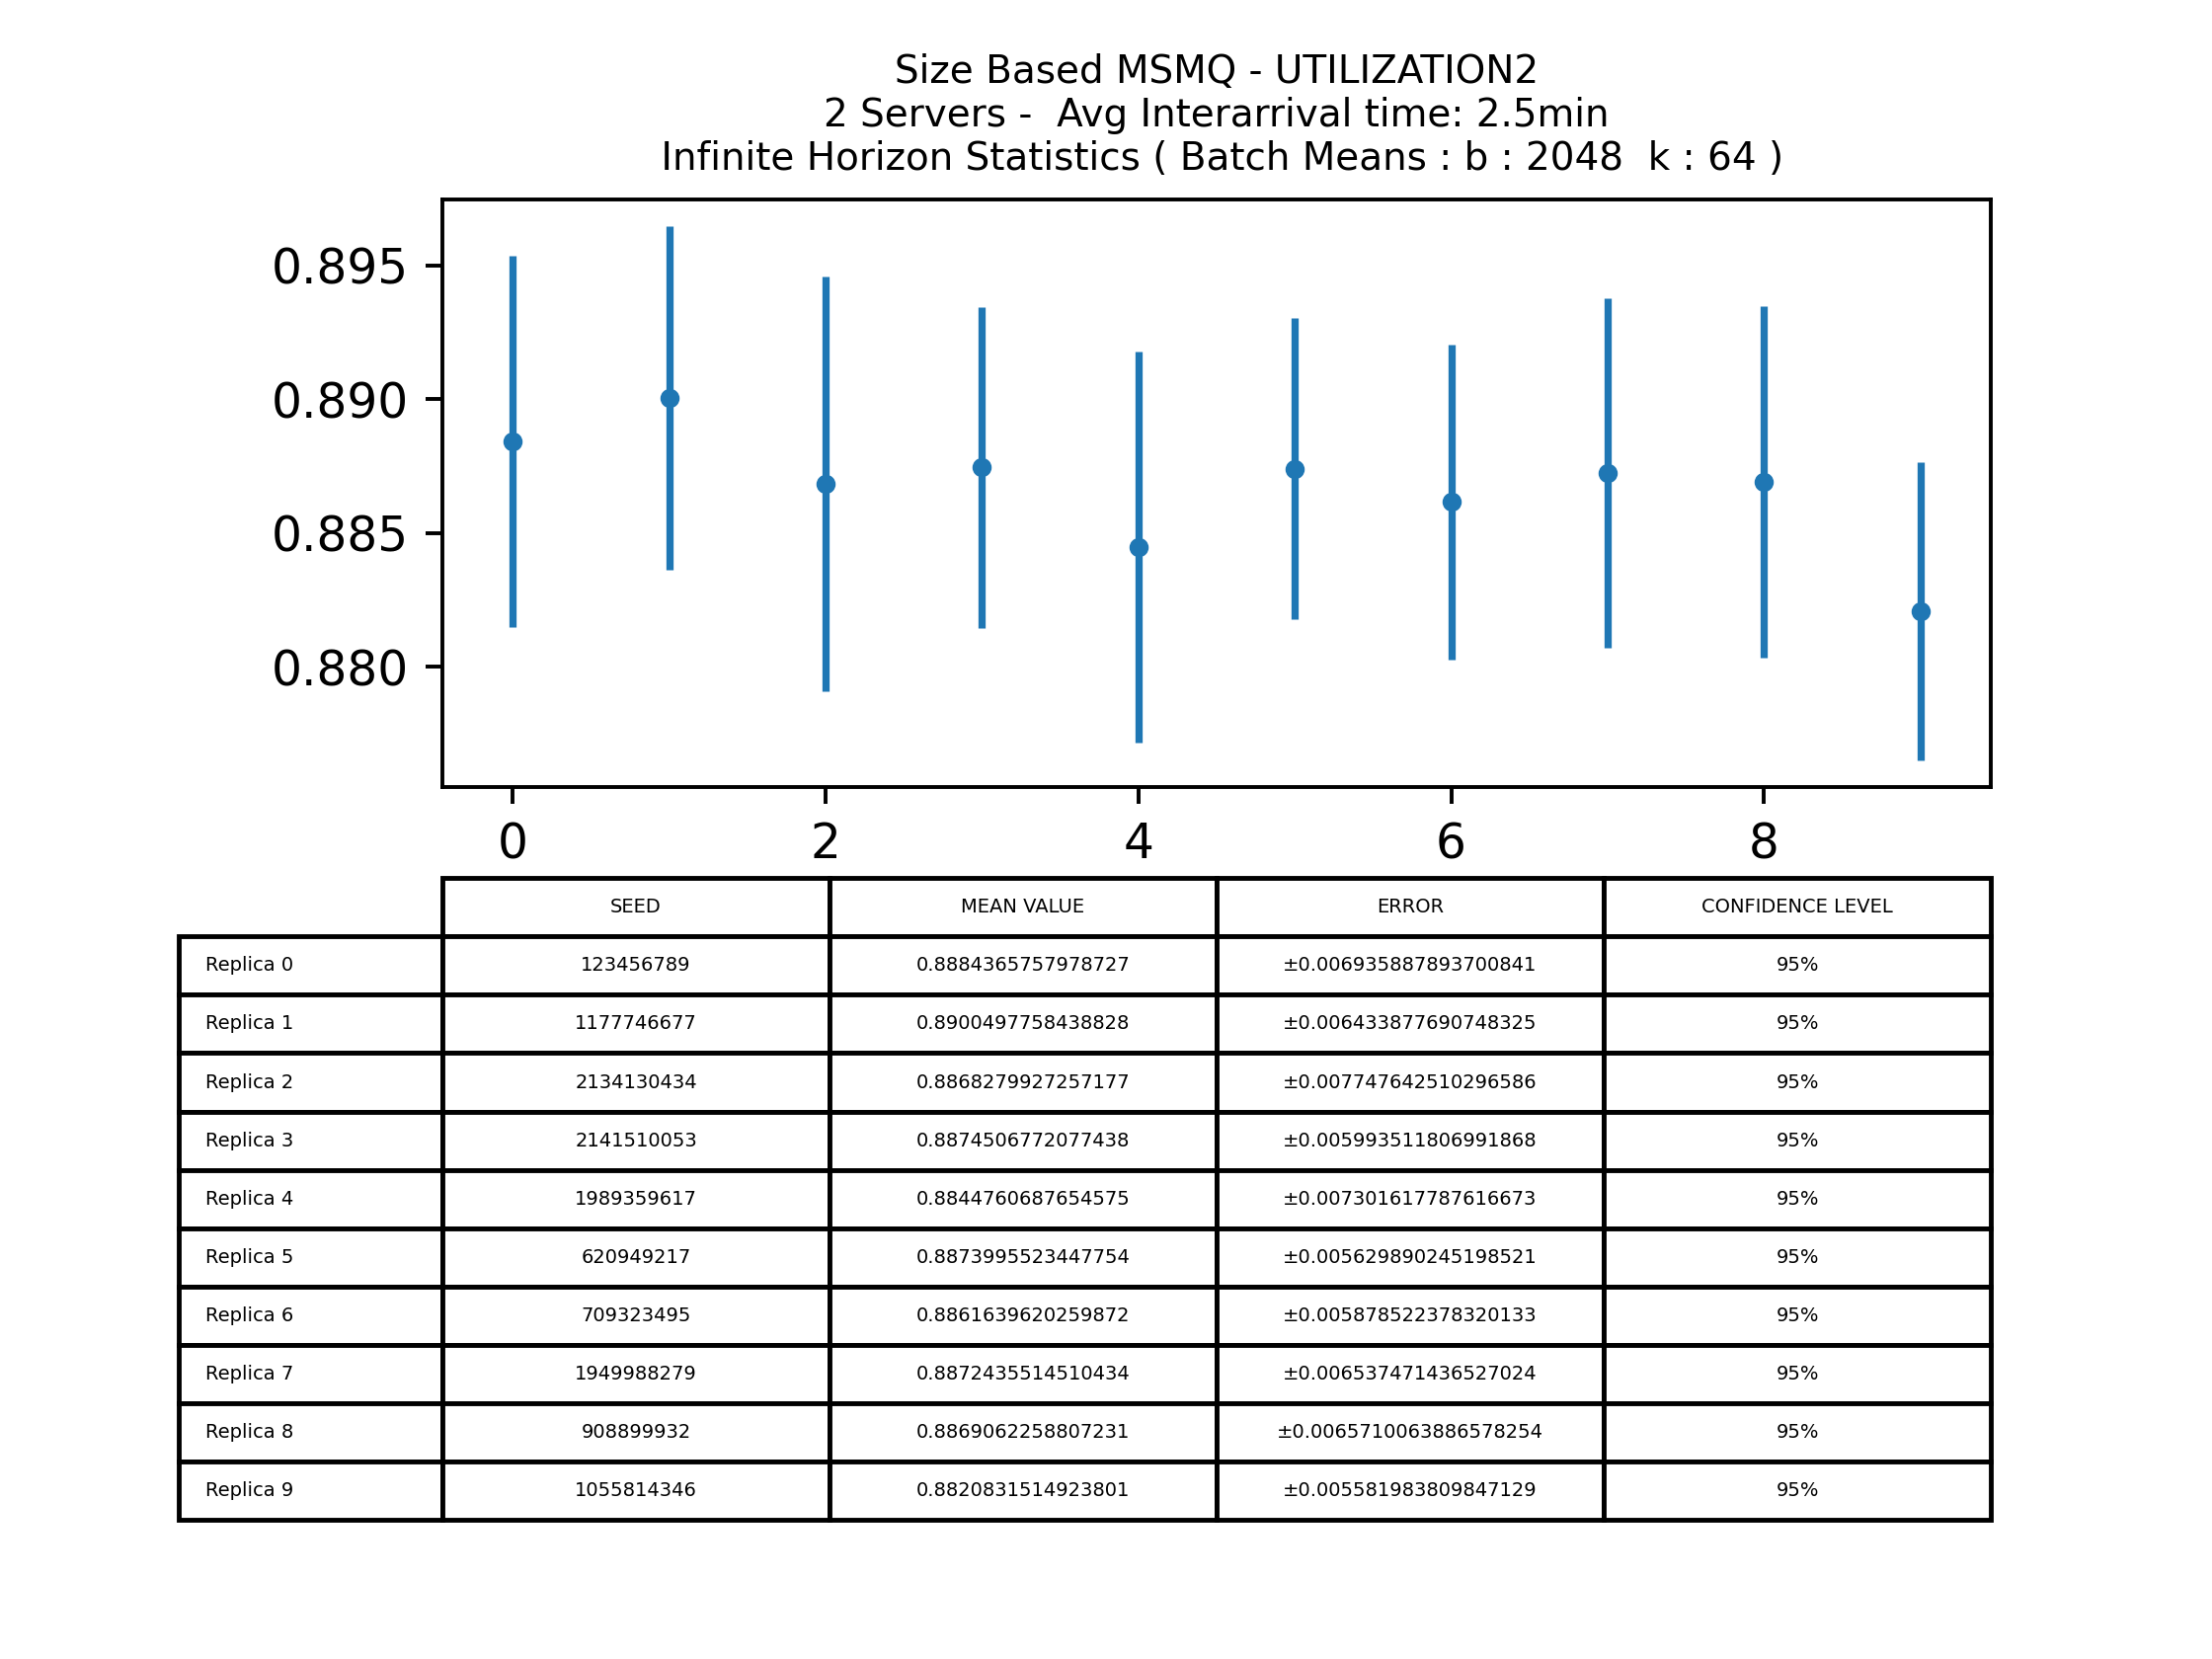 Size Based MSMQ - UTILIZATION2
2 Servers -  Avg Interarrival time: 2.5min
Infinite Horizon Statistics ( Batch Means : b : 2048  k : 64 )
0.895
0.890
0.885
0.880
0 2 4 6 8
SEED MEAN VALUE ERROR CONFIDENCE LEVEL
Replica 0 123456789 0.8884365757978727 ±0.006935887893700841 95%
Replica 1 1177746677 0.8900497758438828 ±0.006433877690748325 95%
Replica 2 2134130434 0.8868279927257177 ±0.007747642510296586 95%
Replica 3 2141510053 0.8874506772077438 ±0.005993511806991868 95%
Replica 4 1989359617 0.8844760687654575 ±0.007301617787616673 95%
Replica 5 620949217 0.8873995523447754 ±0.005629890245198521 95%
Replica 6 709323495 0.8861639620259872 ±0.005878522378320133 95%
Replica 7 1949988279 0.8872435514510434 ±0.006537471436527024 95%
Replica 8 908899932 0.8869062258807231 ±0.0065710063886578254 95%
Replica 9 1055814346 0.8820831514923801 ±0.005581983809847129 95%